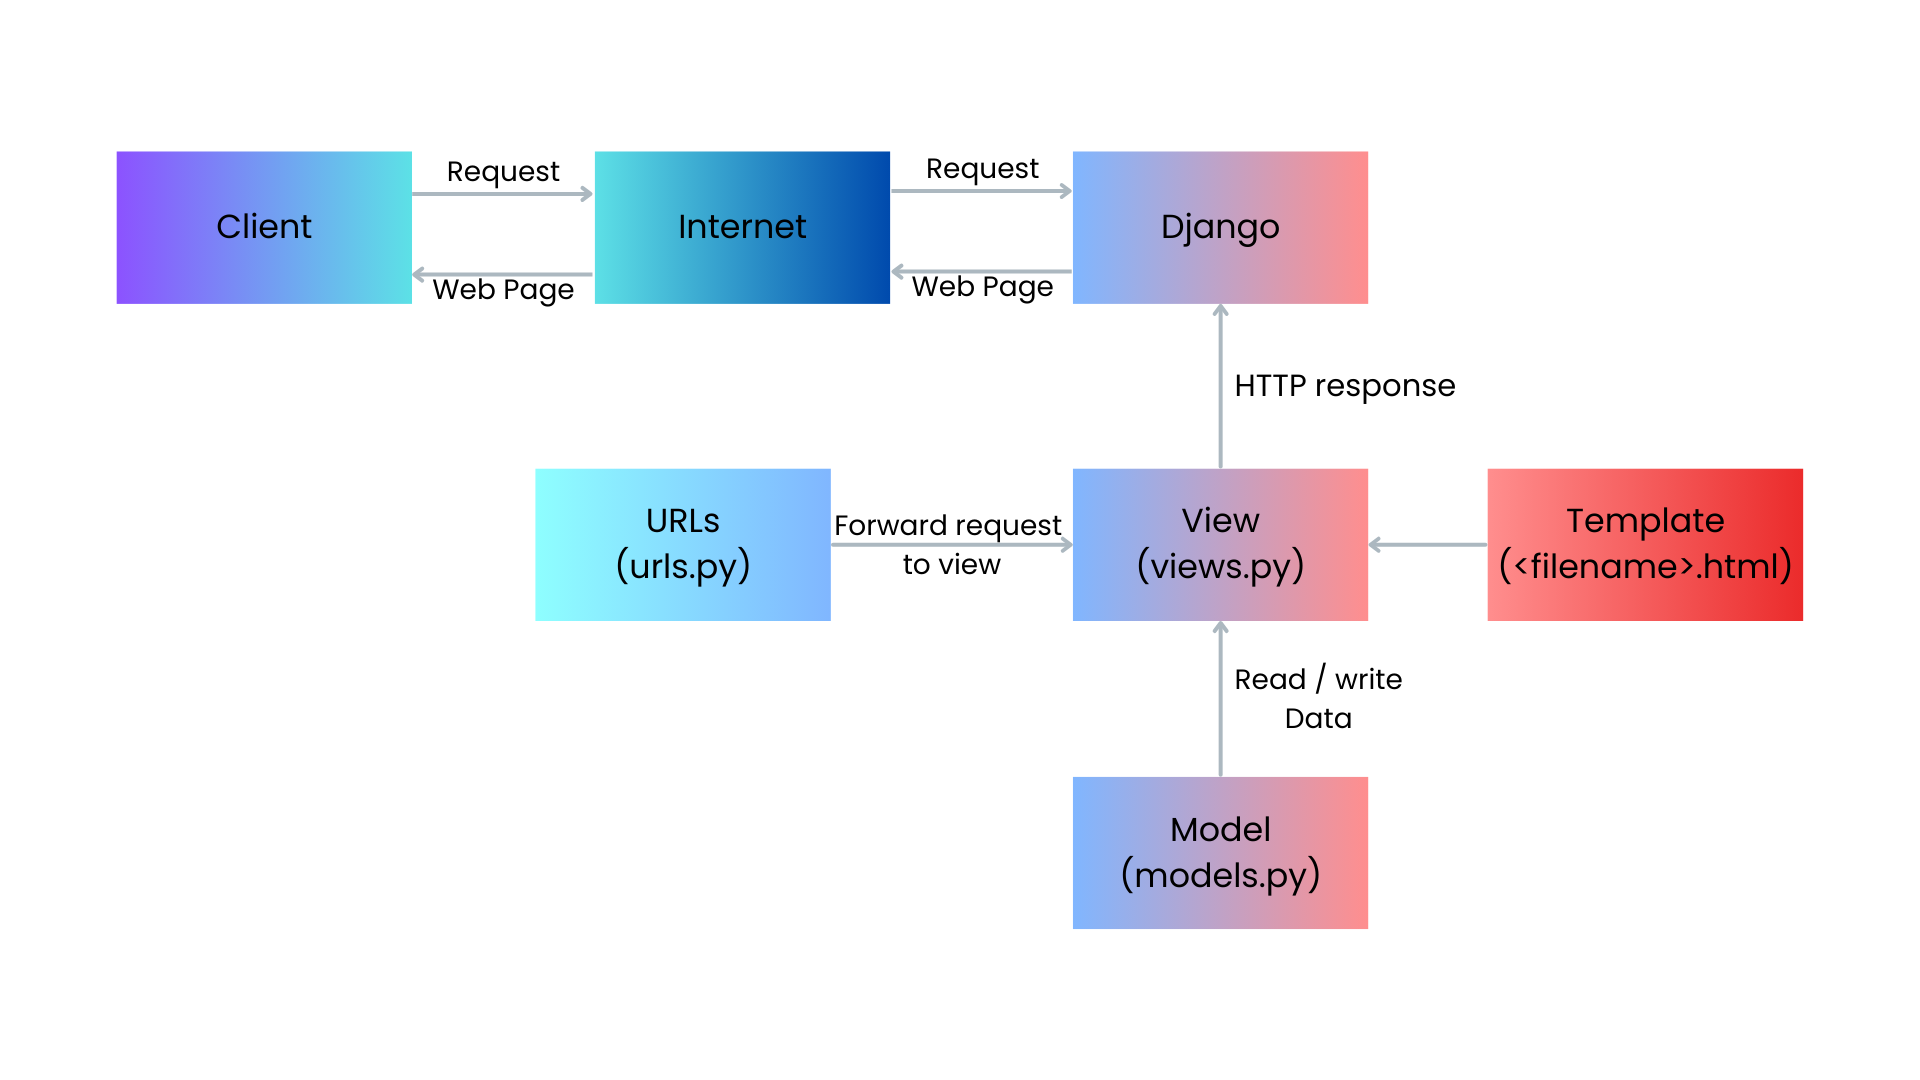 Request
Request
Client
Internet
Django
Web Page
Web Page
HTTP response
URLs
(urls.py)
Forward request
to view
View
(views.py)
Template
(<filename>.html)
Read / write
Data
Model
(models.py)